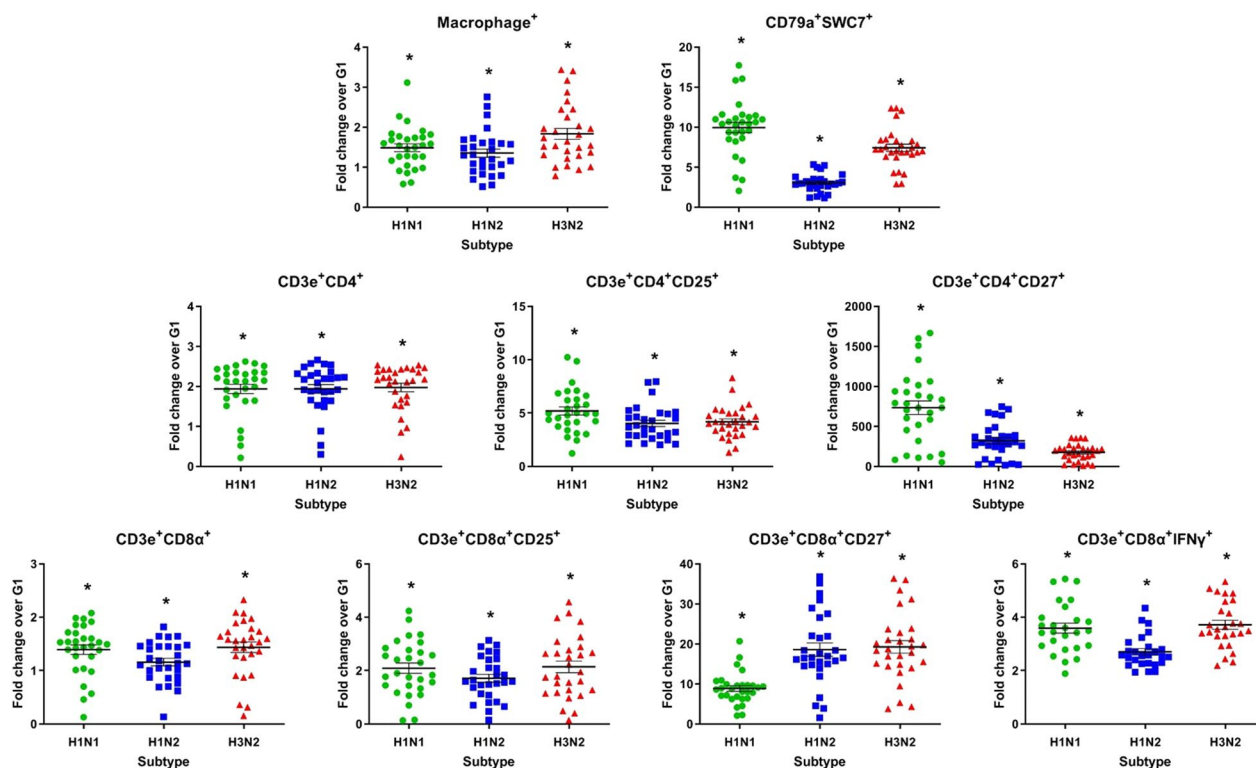 Macrophage⁺
CD79a⁺SWC7⁺
Fold change over G1
4
3
2
1
0
*
*
*
H1N1
H1N2
H3N2
Subtype
Fold change over G1
20
15
10
5
0
*
*
*
H1N1
H1N2
H3N2
Subtype
CD3e⁺CD4⁺
Fold change over G1
4
3
2
1
0
*
*
*
H1N1
H1N2
H3N2
Subtype
CD3e⁺CD4⁺CD25⁺
Fold change over G1
15
10
5
0
*
*
*
H1N1
H1N2
H3N2
Subtype
CD3e⁺CD4⁺CD27⁺
Fold change over G1
2000
1500
1000
500
0
*
*
*
H1N1
H1N2
H3N2
Subtype
CD3e⁺CD8α⁺
Fold change over G1
3
2
1
0
*
*
*
H1N1
H1N2
H3N2
Subtype
CD3e⁺CD8α⁺CD25⁺
Fold change over G1
6
4
2
0
*
*
*
H1N1
H1N2
H3N2
Subtype
CD3e⁺CD8α⁺CD27⁺
Fold change over G1
40
30
20
10
0
*
*
*
H1N1
H1N2
H3N2
Subtype
CD3e⁺CD8α⁺IFNγ⁺
Fold change over G1
6
4
2
0
*
*
*
H1N1
H1N2
H3N2
Subtype